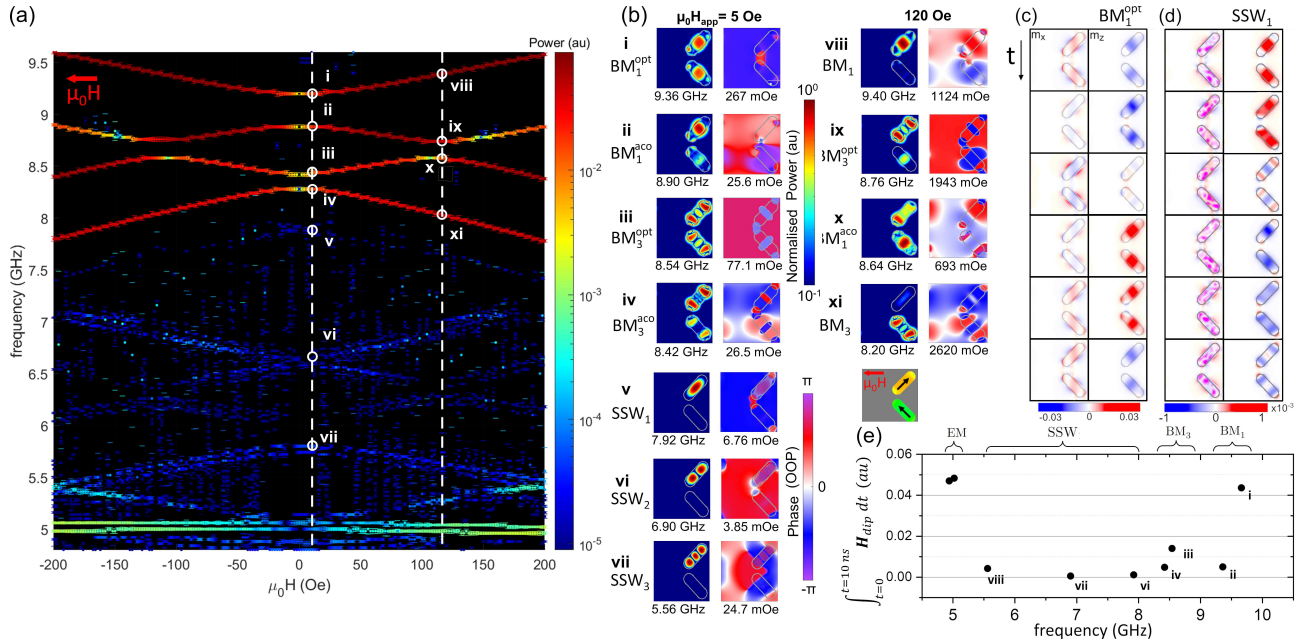 (a)
Power (au)
9.5
9
8.5
8
7.5
7
6.5
6
5.5
5
frequency (GHz)
μ₀H
i
ii
iii
iv
v
vi
vii
viii
ix
x
xi
-200
-150
-100
-50
0
50
100
150
200
μ₀H (Oe)
10⁻²
10⁻³
10⁻⁴
10⁻⁵
(b)
μ₀Happ = 5 Oe
120 Oe
i
BM₁ᵒᵖᵗ
9.36 GHz
267 mOe
ii
BM₁ᵃᶜᵒ
8.90 GHz
25.6 mOe
iii
BM₃ᵒᵖᵗ
8.54 GHz
77.1 mOe
iv
BM₃ᵃᶜᵒ
8.42 GHz
26.5 mOe
v
SSW₁
7.92 GHz
6.76 mOe
vi
SSW₂
6.90 GHz
3.85 mOe
vii
SSW₃
5.56 GHz
24.7 mOe
10⁰
Normalised Power (au)
10⁻¹
π
Phase (OOP)
0
-π
viii
BM₁
9.40 GHz
1124 mOe
ix
BM₃ᵒᵖᵗ
8.76 GHz
1943 mOe
x
BM₁ᵃᶜᵒ
8.64 GHz
693 mOe
xi
BM₃
8.20 GHz
2620 mOe
μ₀H
(c)
BM₁ᵒᵖᵗ
t
mₓ
m_z
-0.03
0
0.03
(d)
SSW₁
-1
0
1
×10⁻³
(e)
EM
SSW
BM₃
BM₁
0.06
0.04
0.02
0.00
∫ₜ₌₀ᵗ⁼¹⁰ ⁿˢ H_dip dt (au)
viii
vii
vi
iv
iii
ii
i
5
6
7
8
9
10
frequency (GHz)